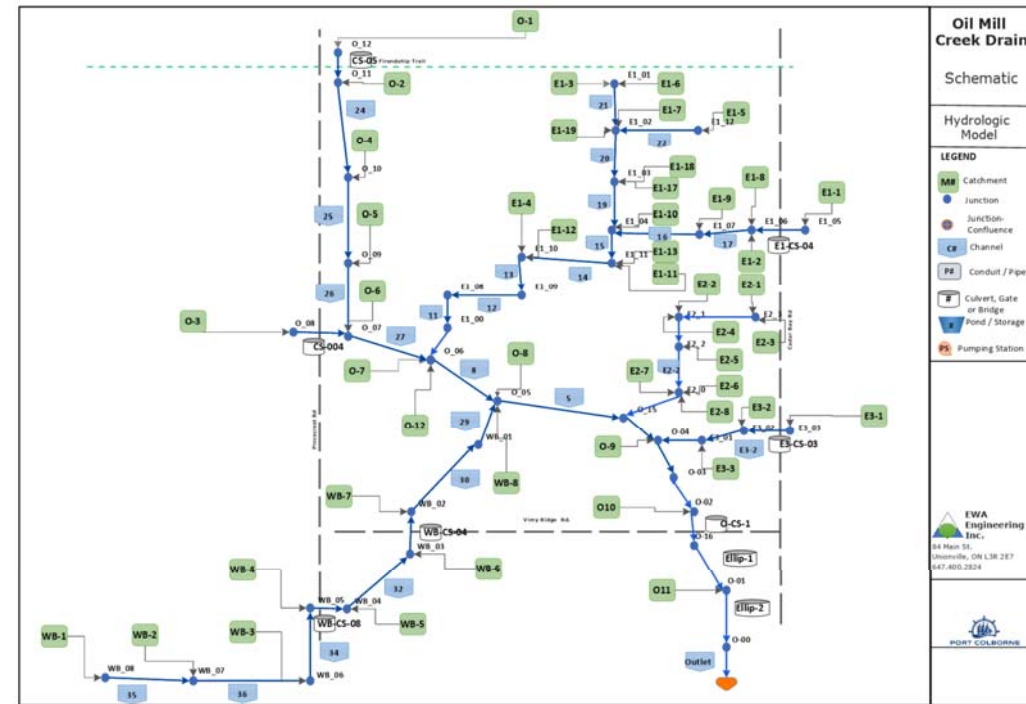 O-1
O_12
CS-05
Firendship Trail
O_11
O-2
24
O-4
O_10
25
O-5
O_09
26
O-6
O-3
O_08
CS-004
O_07
27
O-7
O_06
O-12
8
O-8
O_05
5
29
WB_01
WB-8
30
WB-7
WB_02
WB-CS-04
WB_03
WB-6
32
WB-4
WB_05
WB_04
WB-5
WB-CS-08
WB-3
34
WB_06
WB-1
WB-2
WB_08
WB_07
35
36
E1-3
E1_01
E1-6
21
E1-7
E1-5
E1-19
E1_02
E1_12
22
20
E1_03
E1-18
E1-17
19
E1-10
E1-9
E1-8
E1-1
E1_04
16
E1_07
17
E1_06
E1_05
E1-CS-04
E1-2
E1-4
E1-12
15
E1_10
E1_11
E1-13
E1-11
14
13
E1_08
12
E1_09
11
E1_00
E2-2
E2-1
E2_1
E2_3
E2-4
E2-3
Cedar Bay Rd
E2_2
E2-5
E2-2
E2-7
E2_0
E2-6
E2-8
O_15
E3-2
E3-1
E3_02
E3_03
E3-CS-03
E3-2
O-04
E3_01
O-9
O-03
E3-3
O10
O-02
Vimy Ridge Rd.
O-CS-1
O-16
Ellip-1
O11
O-01
Ellip-2
O-00
Outlet
Oil Mill
Creek Drain
Schematic
Hydrologic
Model
LEGEND
M# Catchment
Junction
Junction-
Confluence
C# Channel
P# Conduit / Pipe
# Culvert, Gate
or Bridge
Pond / Storage
PS Pumping Station
EWA
Engineering
Inc.
84 Main St.
Unionville, ON L3R 2E7
647.400.2824
PORT COLBORNE